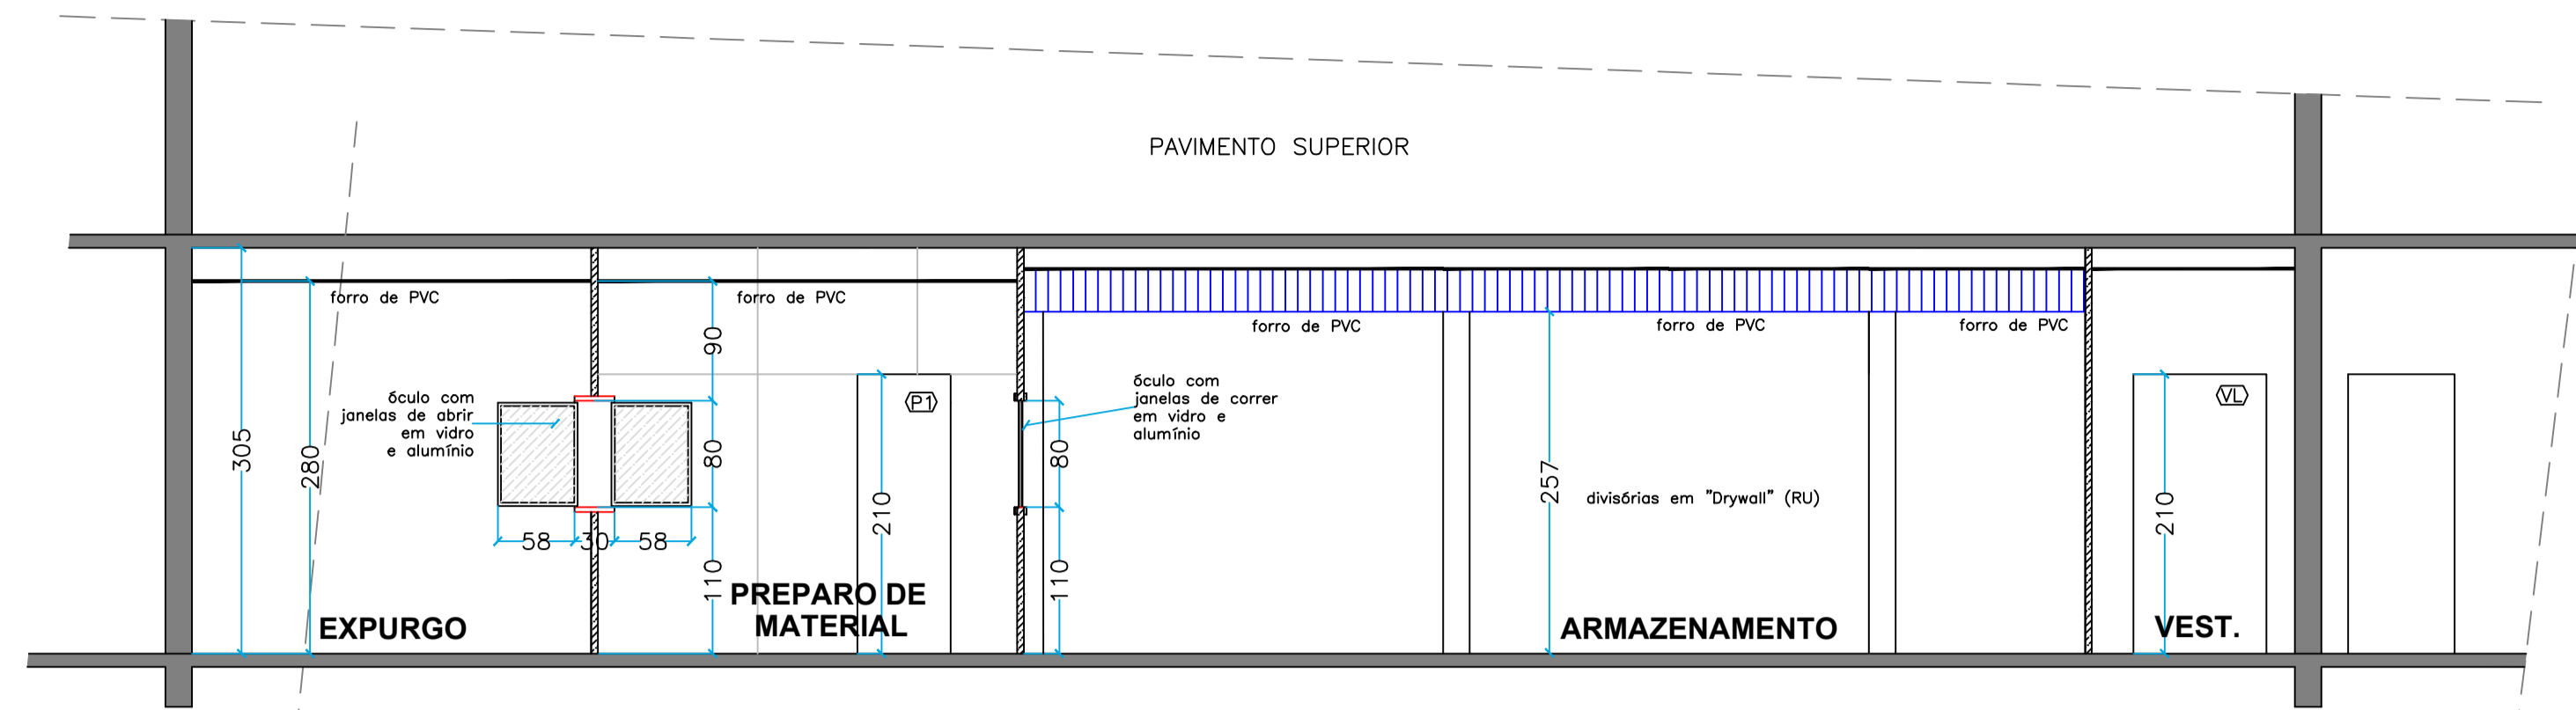 PAVIMENTO SUPERIOR
forro de PVC
forro de PVC
forro de PVC
forro de PVC
forro de PVC
óculo com
janelas de abrir
em vidro
e alumínio
óculo com
janelas de correr
em vidro e
alumínio
P1
VL
305
280
90
80
110
58
30
58
210
80
110
257
divisórias em "Drywall" (RU)
210
EXPURGO
PREPARO DE
MATERIAL
ARMAZENAMENTO
VEST.